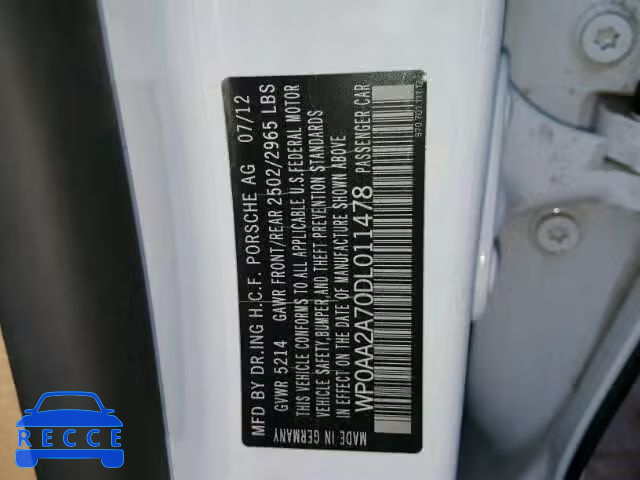 MFD BY DR.ING H.C.F. PORSCHE AG 07/12
GVWR 5214 GAWR FRONT/REAR 2502/2965 LBS
THIS VEHICLE CONFORMS TO ALL APPLICABLE U.S.FEDERAL MOTOR
VEHICLE SAFETY,BUMPER,AND THEFT PREVENTION STANDARDS
IN EFFECT ON THE DATE OF MANUFACTURE SHOWN ABOVE.
WP0AA2A70DL011478 PASSENGER CAR
MADE IN GERMANY
RECCE